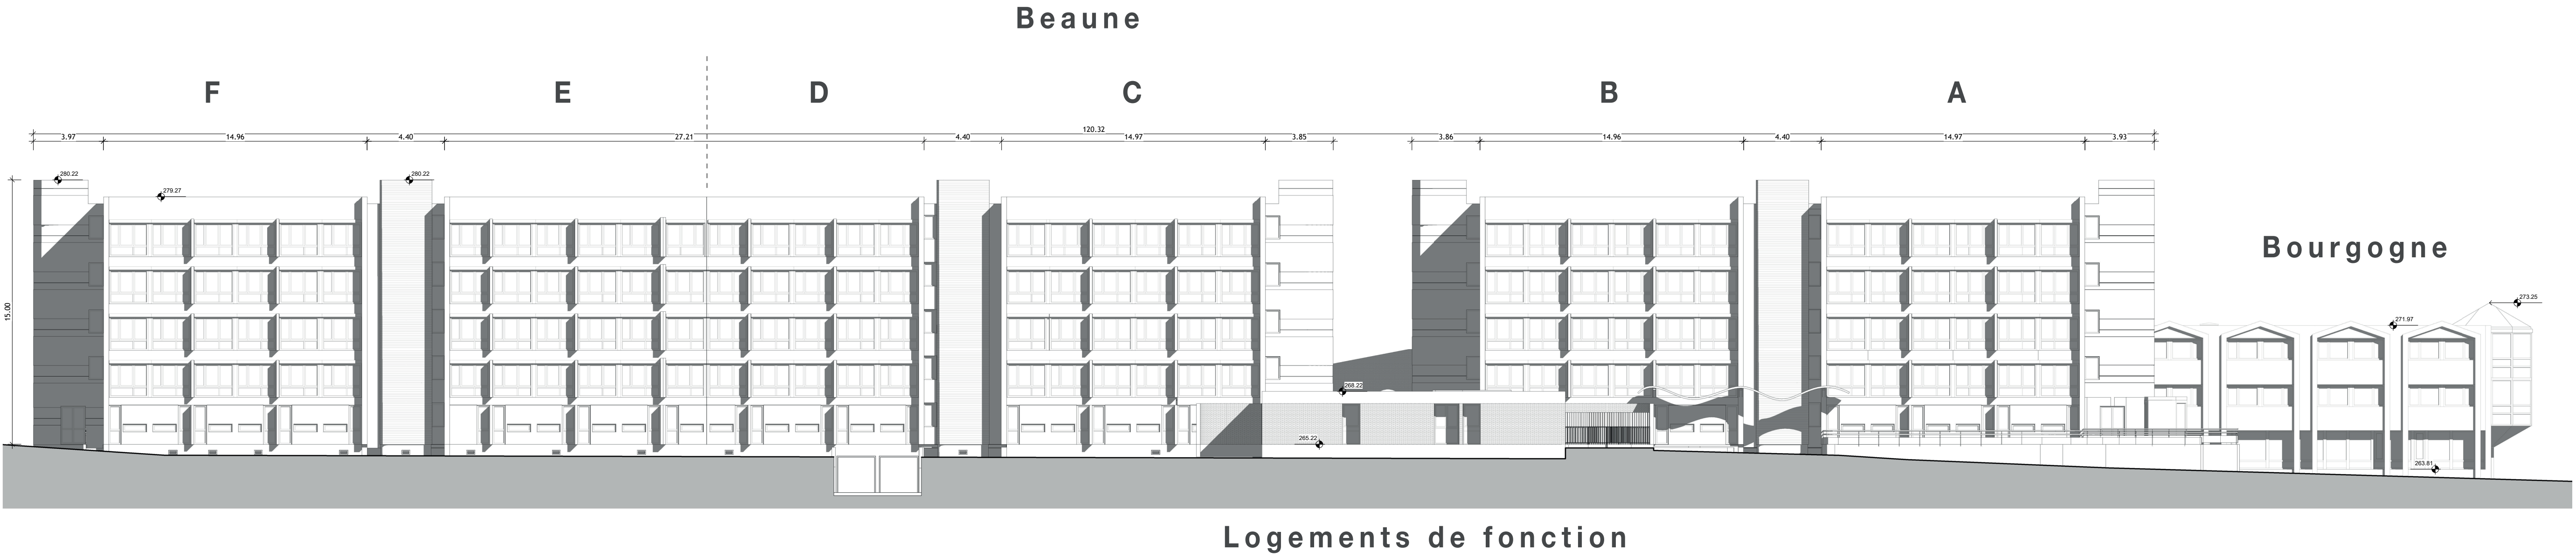 Beaune
F E D C B A
120.32
3.97 14.96 4.40 27.21 4.40 14.97 3.85 3.86 14.96 4.40 14.97 3.93
280.22 280.22
279.27
Bourgogne
273.25
15.00
271.97
268.22
265.22
263.81
Logements de fonction